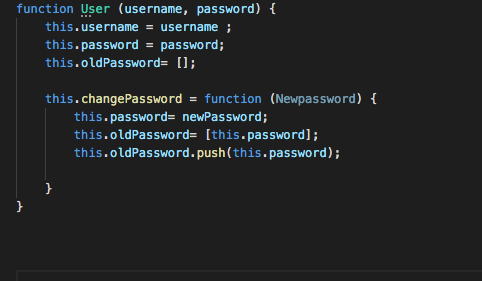 function User (username, password) {
this.username = username ;
this.password = password;
this.oldPassword= [];
this.changePassword = function (Newpassword) {
this.password= newPassword;
this.oldPassword= [this.password];
this.oldPassword.push(this.password);
}
}